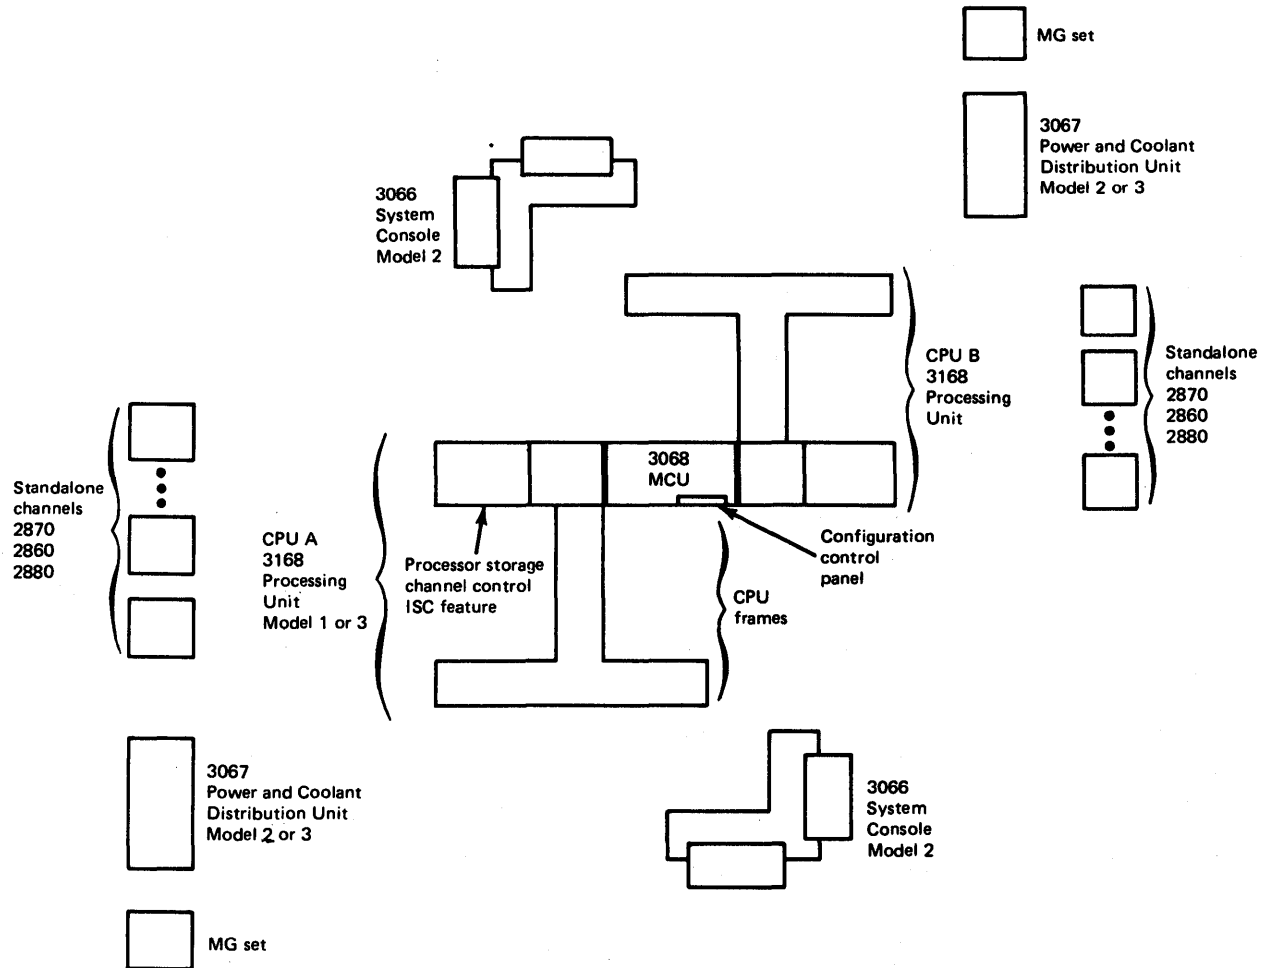 MG set
3067
Power and Coolant
Distribution Unit
Model 2 or 3
3066
System
Console
Model 2
CPU B
3168
Processing
Unit
Standalone
channels
2870
2860
2880
3068
MCU
Standalone
channels
2870
2860
2880
CPU A
3168
Processing
Unit
Model 1 or 3
Processor storage
channel control
ISC feature
Configuration
control
panel
CPU
frames
3067
Power and Coolant
Distribution Unit
Model 2 or 3
3066
System
Console
Model 2
MG set